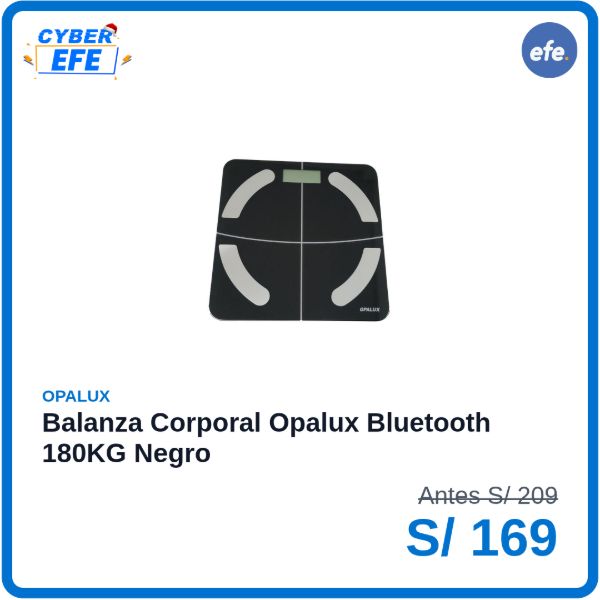 CYBER
EFE
efe.
OPALUX
OPALUX
Balanza Corporal Opalux Bluetooth
180KG Negro
Antes S/ 209
S/ 169